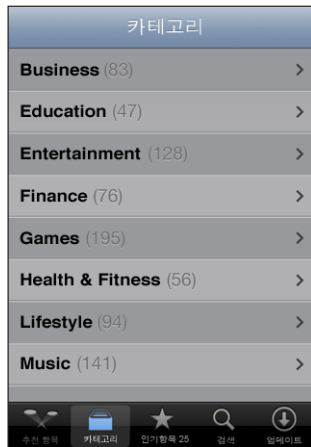 카테고리
Business (83)
Education (47)
Entertainment (128)
Finance (76)
Games (195)
Health & Fitness (56)
Lifestyle (94)
Music (141)
추천 항목 카테고리 인기항목 25 검색 업데이트